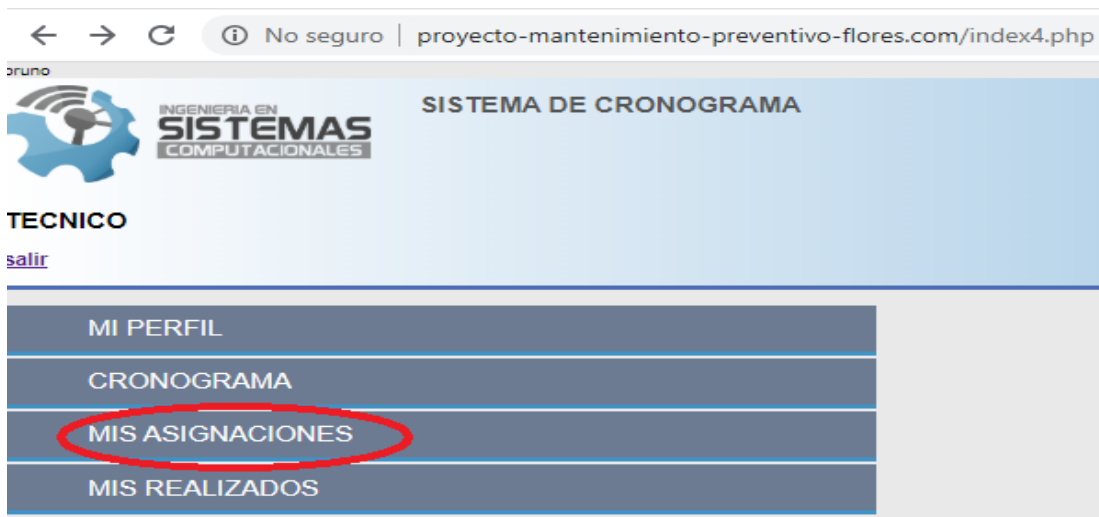 No seguro | proyecto-mantenimiento-preventivo-flores.com/index4.php
INGENIERIA EN
SISTEMAS
COMPUTACIONALES
SISTEMA DE CRONOGRAMA
TECNICO
salir
MI PERFIL
CRONOGRAMA
MIS ASIGNACIONES
MIS REALIZADOS